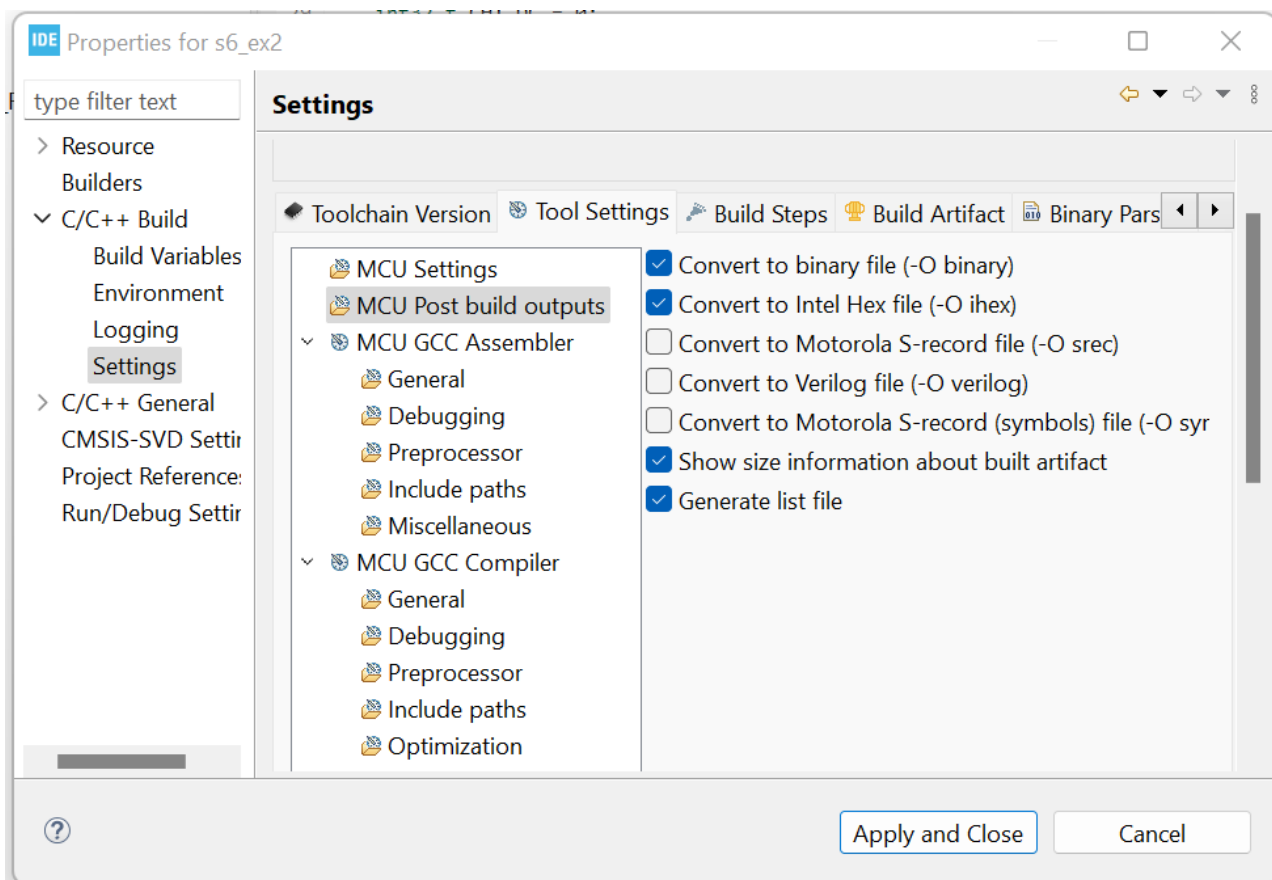 IDE Properties for s6_ex2
type filter text
Resource
Builders
C/C++ Build
Build Variables
Environment
Logging
Settings
C/C++ General
CMSIS-SVD Settin
Project References
Run/Debug Settin
Settings
Toolchain Version
Tool Settings
Build Steps
Build Artifact
Binary Pars
MCU Settings
MCU Post build outputs
MCU GCC Assembler
General
Debugging
Preprocessor
Include paths
Miscellaneous
MCU GCC Compiler
General
Debugging
Preprocessor
Include paths
Optimization
Convert to binary file (-O binary)
Convert to Intel Hex file (-O ihex)
Convert to Motorola S-record file (-O srec)
Convert to Verilog file (-O verilog)
Convert to Motorola S-record (symbols) file (-O syr
Show size information about built artifact
Generate list file
Apply and Close
Cancel